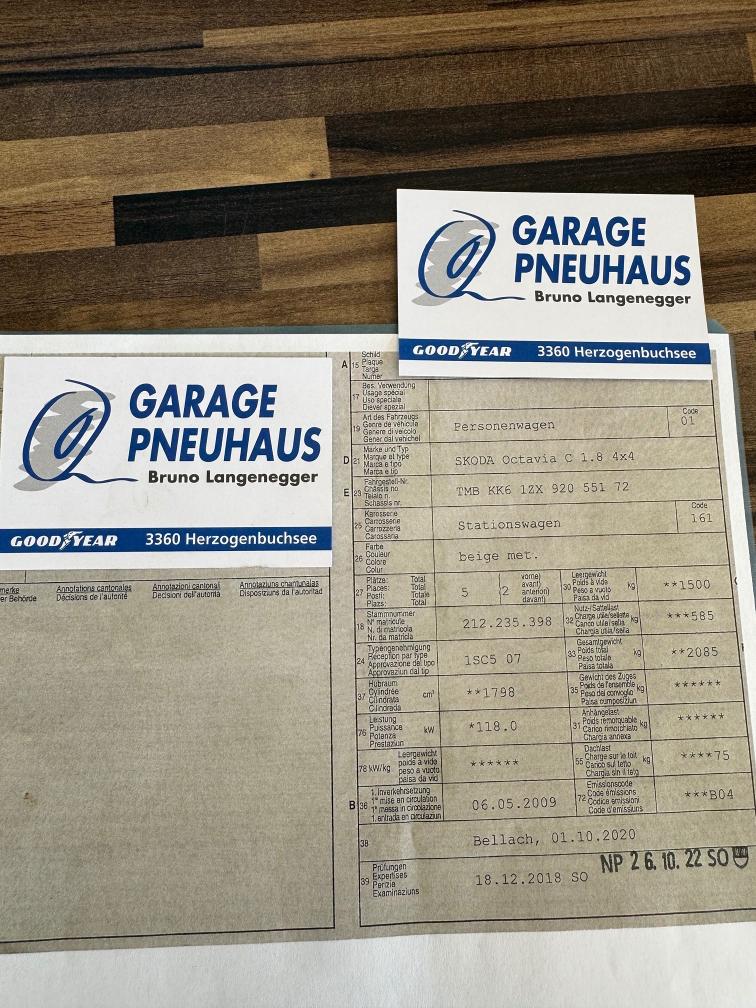 GARAGE
PNEUHAUS
Bruno Langenegger
GOODYEAR 3360 Herzogenbuchsee
GARAGE
PNEUHAUS
Bruno Langenegger
GOODYEAR 3360 Herzogenbuchsee
Annotations cantonales
Décisions de l'autorité
Annotazioni cantonali
Decisioni dell'autorità
Annotaziuns chantunalas
Disposiziuns da l'autoritad
er Behörde
A 15 Schild
Plaque
Targa
Numer
17 Bes. Verwendung
Usage spécial
Uso speciale
Diever spezial
19 Art des Fahrzeugs
Genre de véhicule
Genere di veicolo
Gener dal vehichel
Personenwagen
Code
01
D 21 Marke und Typ
Marque et type
Marca e tipo
Marca e tip
SKODA Octavia C 1.8 4x4
E 23 Fahrgestell-Nr.
Châssis no
Telaio n.
Schassis nr.
TMB KK6 1ZX 920 551 72
25 Karosserie
Carrosserie
Carrozzeria
Carossaria
Stationswagen
Code
161
26 Farbe
Couleur
Colore
Colur
beige met.
27 Plätze: Total
Places: Total
Posti: Totale
Plazs: Total
5
2
vorne)
avant)
anteriori)
davant)
30 Leergewicht
Poids à vide
Peso a vuoto
Paisa da vid
kg
**1500
18 Stammnummer
N° matricule
N. di matricola
Nr. da matricla
212.235.398
32 Nutz-/Sattellast
Charge utile/sellette
Carico utile/sella
Chargia utila/sella
kg
***585
24 Typengenehmigung
Réception par type
Approvazione del tipo
Approvaziun dal tip
1SC5 07
33 Gesamtgewicht
Poids total
Peso totale
Paisa totala
kg
**2085
37 Hubraum
Cylindrée
Cilindrata
Cilindrada
cm³
**1798
35 Gewicht des Zuges
Poids de l'ensemble
Peso del convoglio
Paisa cumposiziun
kg
******
76 Leistung
Puissance
Potenza
Prestaziun
kW
*118.0
31 Anhängelast
Poids remorquable
Carico rimorchiato
Chargia annexa
kg
******
78 kW/kg
Leergewicht
poids à vide
peso a vuoto
paisa da vid
******
55 Dachlast
Charge sur le toit
Carico sul tetto
Chargia sin il tetg
kg
****75
B 36 1. Inverkehrsetzung
1re mise en circulation
1a messa in circolazione
1. entrada en circulaziun
06.05.2009
72 Emissionscode
Code émissions
Codice emissioni
Code d'emissiuns
***B04
38
Bellach, 01.10.2020
39 Prüfungen
Expertises
Perizia
Examinaziuns
18.12.2018 SO
NP 26.10.22 SO